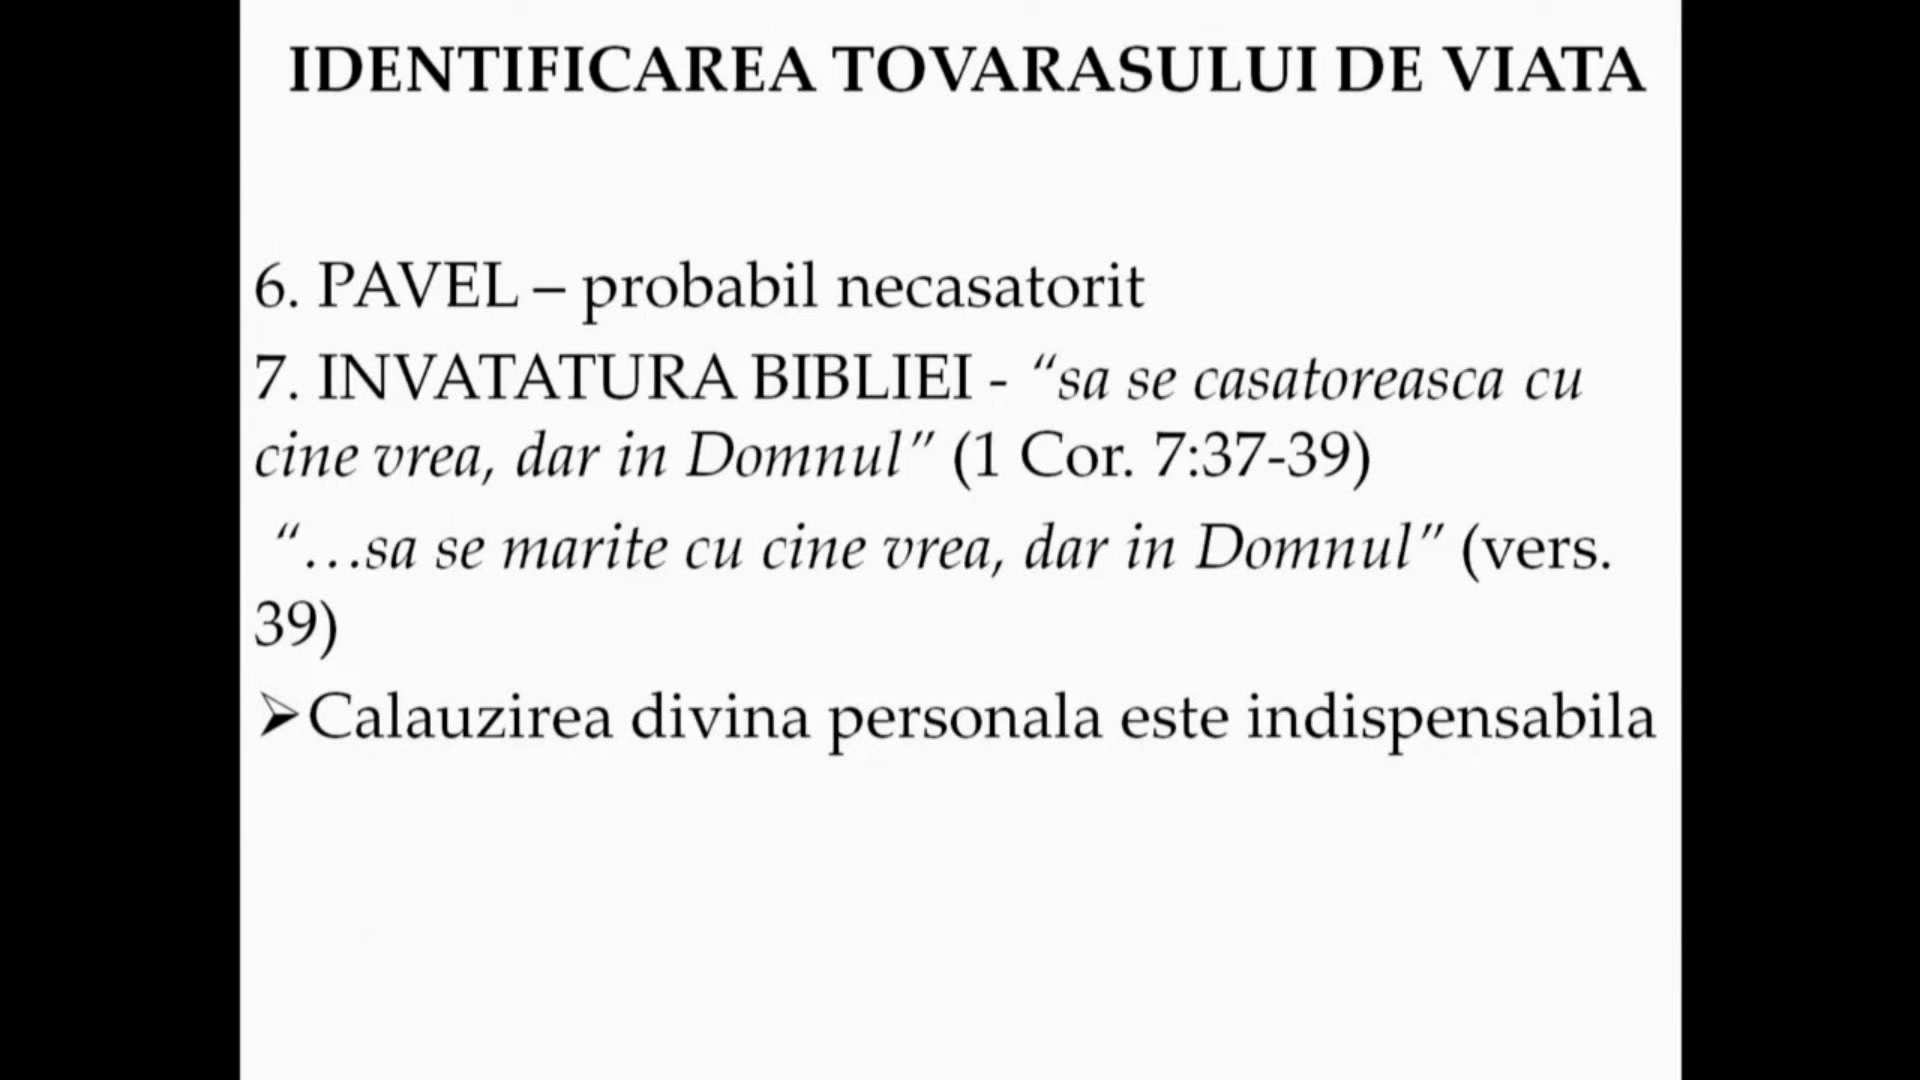 IDENTIFICAREA TOVARASULUI DE VIATA
6. PAVEL – probabil necasatorit
7. INVATATURA BIBLIEI - “sa se casatoreasca cu
cine vrea, dar in Domnul” (1 Cor. 7:37-39)
“…sa se marite cu cine vrea, dar in Domnul” (vers.
39)
➢Calauzirea divina personala este indispensabila